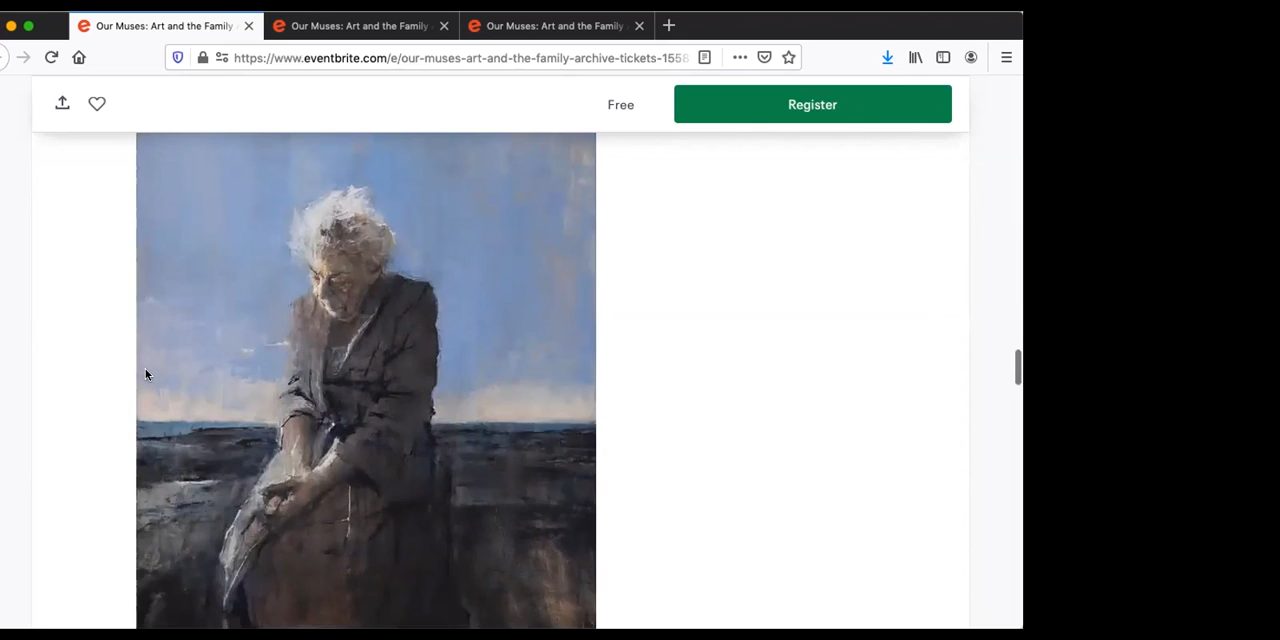 Our Muses: Art and the Family Our Muses: Art and the Family Our Muses: Art and the Family
https://www.eventbrite.com/e/our-muses-art-and-the-family-archive-tickets-1558
Free Register